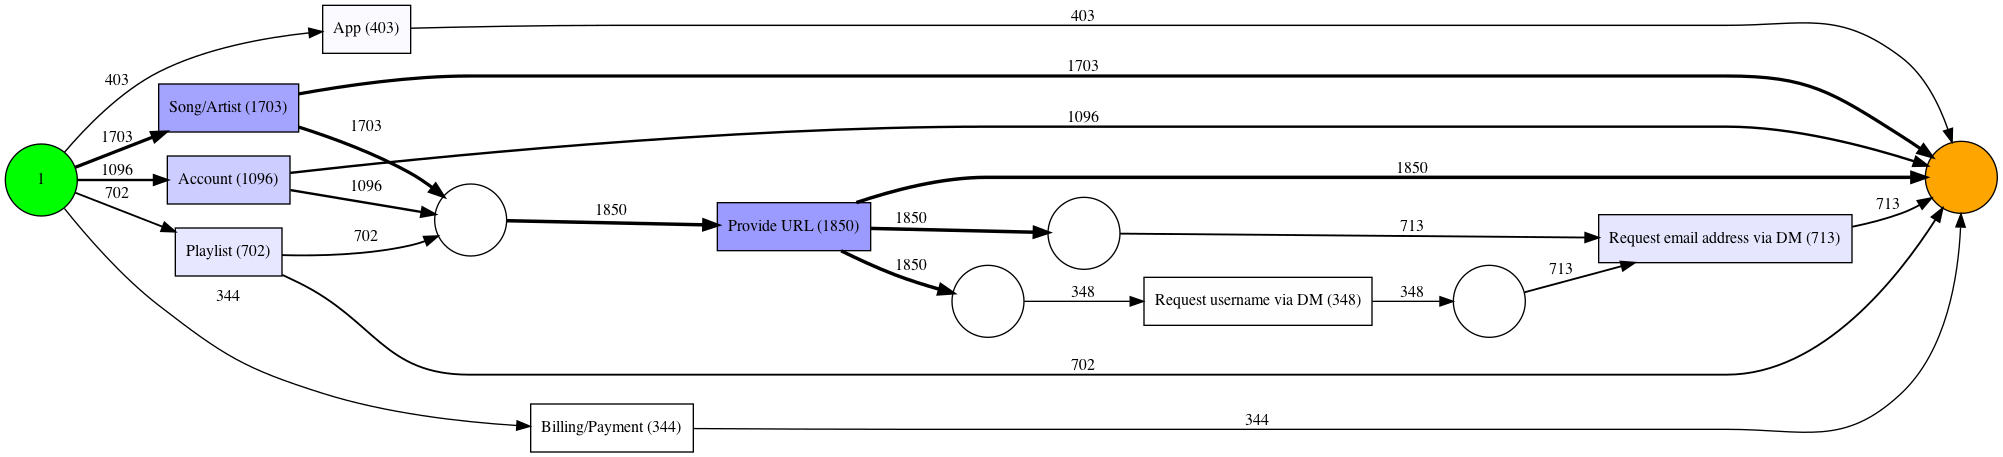 App (403)
403
403
1703
Song/Artist (1703)
1096
1703
1703
1096
Account (1096)
1850
I
702
1096
1850
1850
713
713
Provide URL (1850)
Request email address via DM (713)
Playlist (702)
702
1850
713
344
348
Request username via DM (348)
348
702
344
Billing/Payment (344)